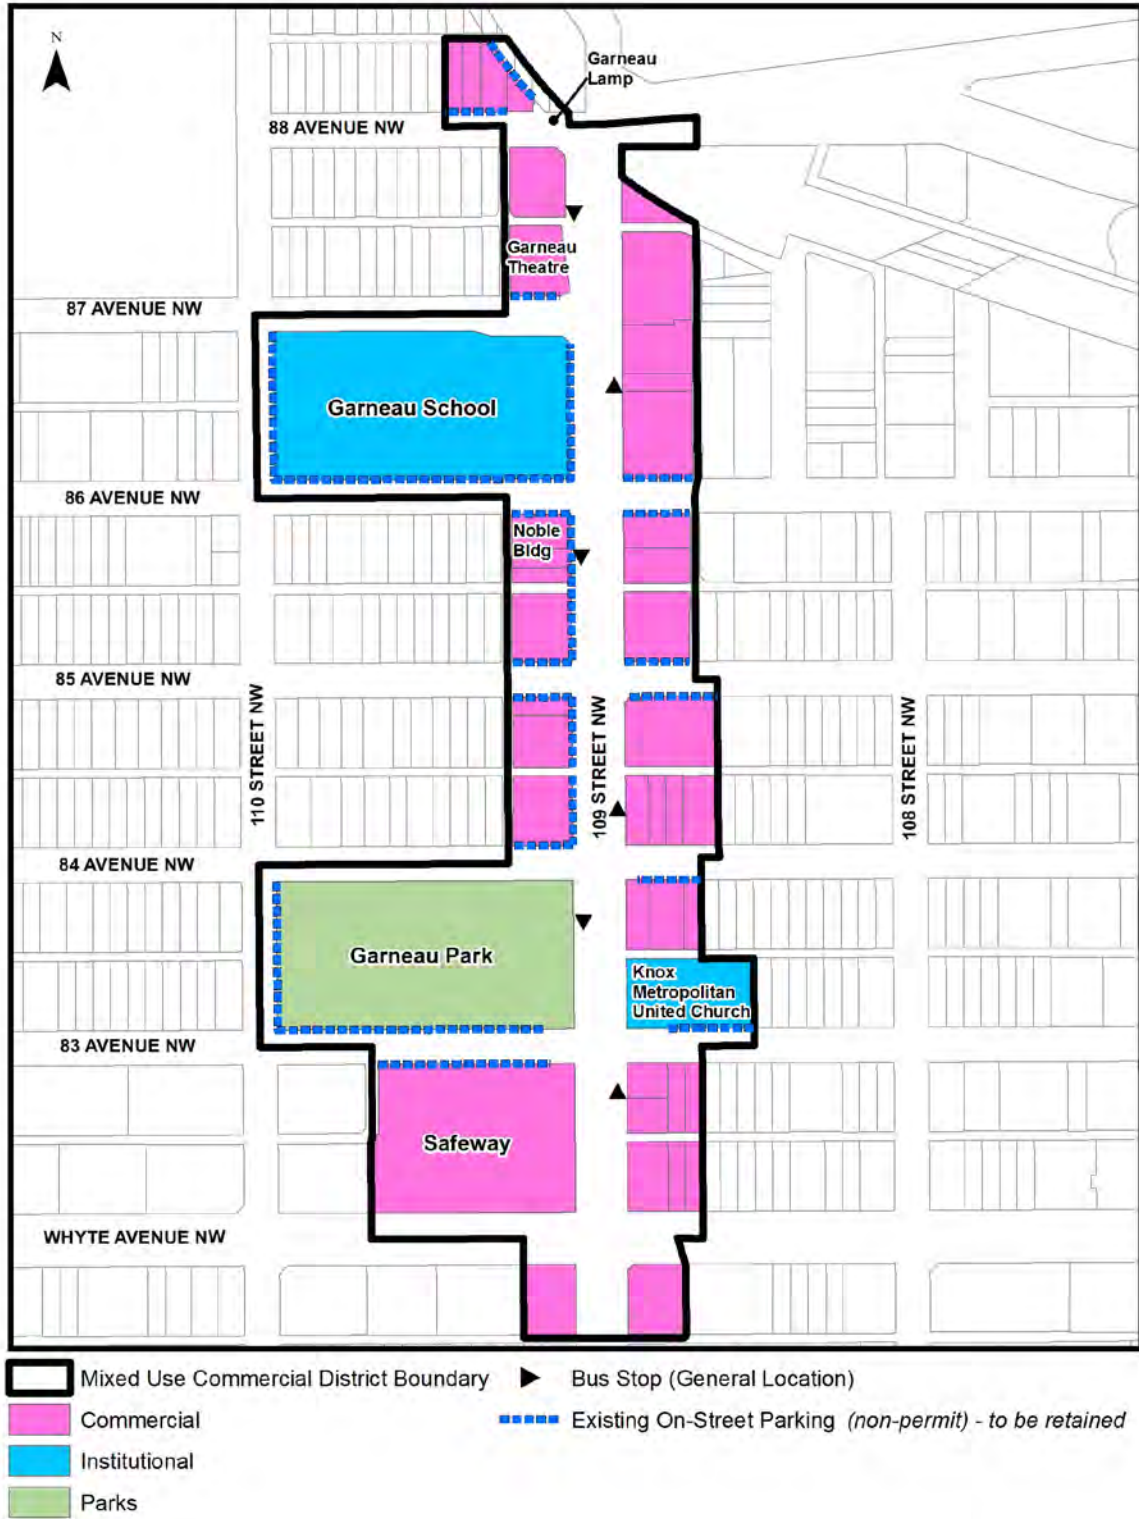 N
Garneau
Lamp
88 AVENUE NW
Garneau
Theatre
87 AVENUE NW
Garneau School
86 AVENUE NW
Noble
Bldg
85 AVENUE NW
110 STREET NW
109 STREET NW
108 STREET NW
84 AVENUE NW
Garneau Park
Knox
Metropolitan
United Church
83 AVENUE NW
Safeway
WHYTE AVENUE NW
Mixed Use Commercial District Boundary
Bus Stop (General Location)
Commercial
Existing On-Street Parking (non-permit) - to be retained
Institutional
Parks